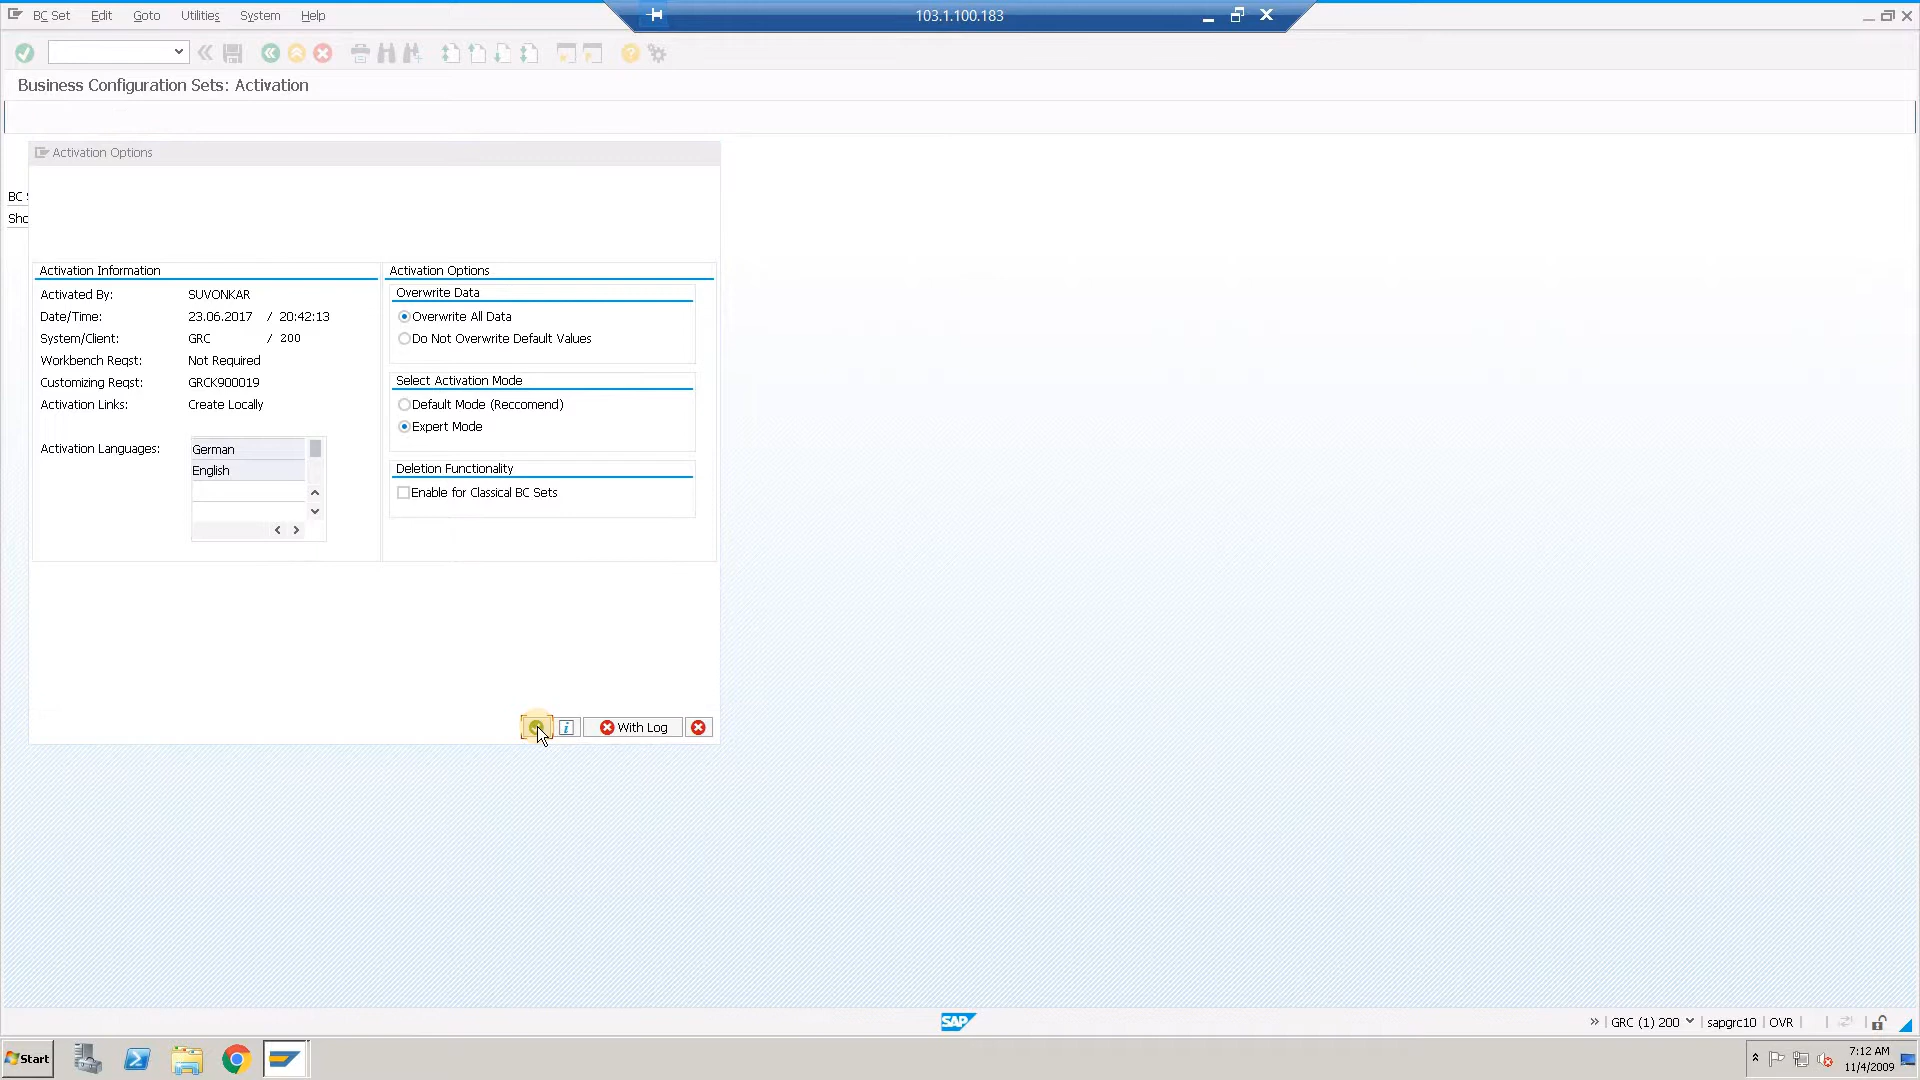 BC Set Edit Goto Utilities System Help
103.1.100.183
Business Configuration Sets: Activation
Activation Options
BC
Sho
Activation Information
Activated By: SUVONKAR
Date/Time: 23.06.2017 / 20:42:13
System/Client: GRC / 200
Workbench Reqst: Not Required
Customizing Reqst: GRCK900019
Activation Links: Create Locally
Activation Languages: German
English
Activation Options
Overwrite Data
Overwrite All Data
Do Not Overwrite Default Values
Select Activation Mode
Default Mode (Reccomend)
Expert Mode
Deletion Functionality
Enable for Classical BC Sets
With Log
SAP
GRC (1) 200 sapgrc10 OVR
Start
7:12 AM
11/4/2009